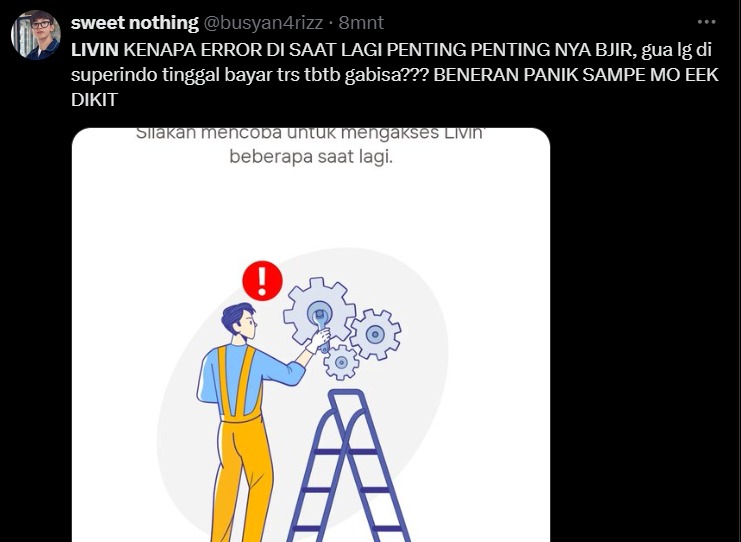 sweet nothing @busyan4rizz · 8mnt
LIVIN KENAPA ERROR DI SAAT LAGI PENTING PENTING NYA BJIR, gua lg di
superindo tinggal bayar trs tbtb gabisa??? BENERAN PANIK SAMPE MO EEK
DIKIT
Silakan mencoba untuk mengakses Livin'
beberapa saat lagi.